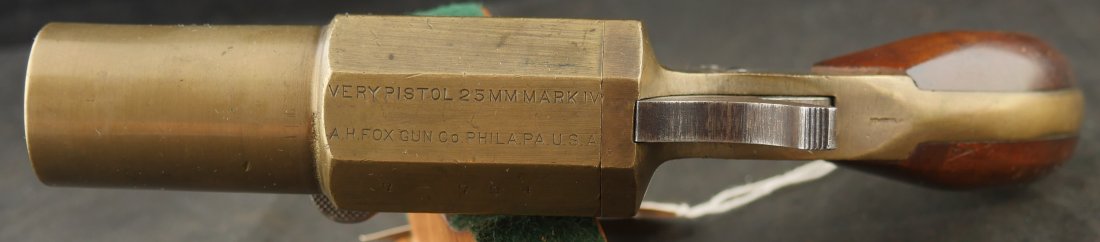 VERY PISTOL 25 MM MARK IV
A.H. FOX GUN CO. PHILA, PA. U.S.A.